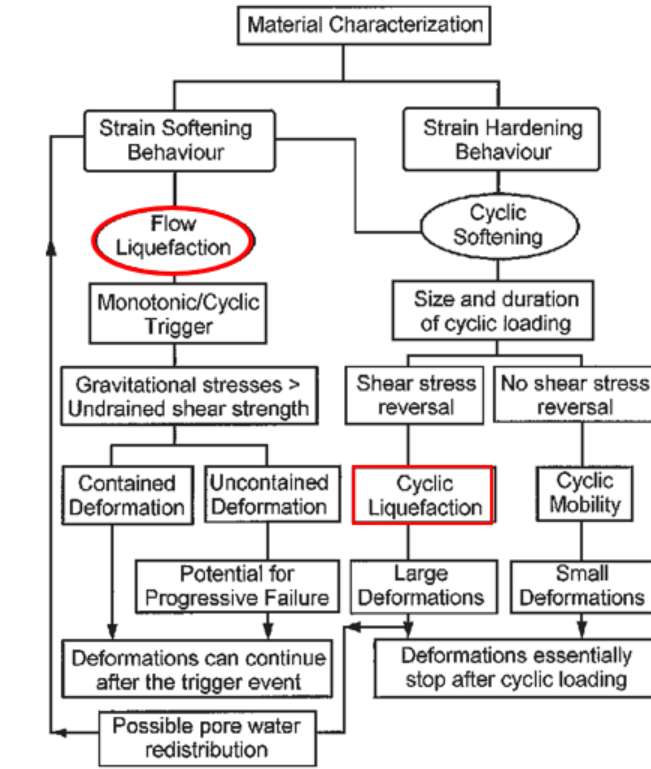 Material Characterization
Strain Softening
Behaviour
Strain Hardening
Behaviour
Flow
Liquefaction
Cyclic
Softening
Monotonic/Cyclic
Trigger
Size and duration
of cyclic loading
Gravitational stresses >
Undrained shear strength
Shear stress
reversal
No shear stress
reversal
Contained
Deformation
Uncontained
Deformation
Cyclic
Liquefaction
Cyclic
Mobility
Potential for
Progressive Failure
Large
Deformations
Small
Deformations
Deformations can continue
after the trigger event
Deformations essentially
stop after cyclic loading
Possible pore water
redistribution